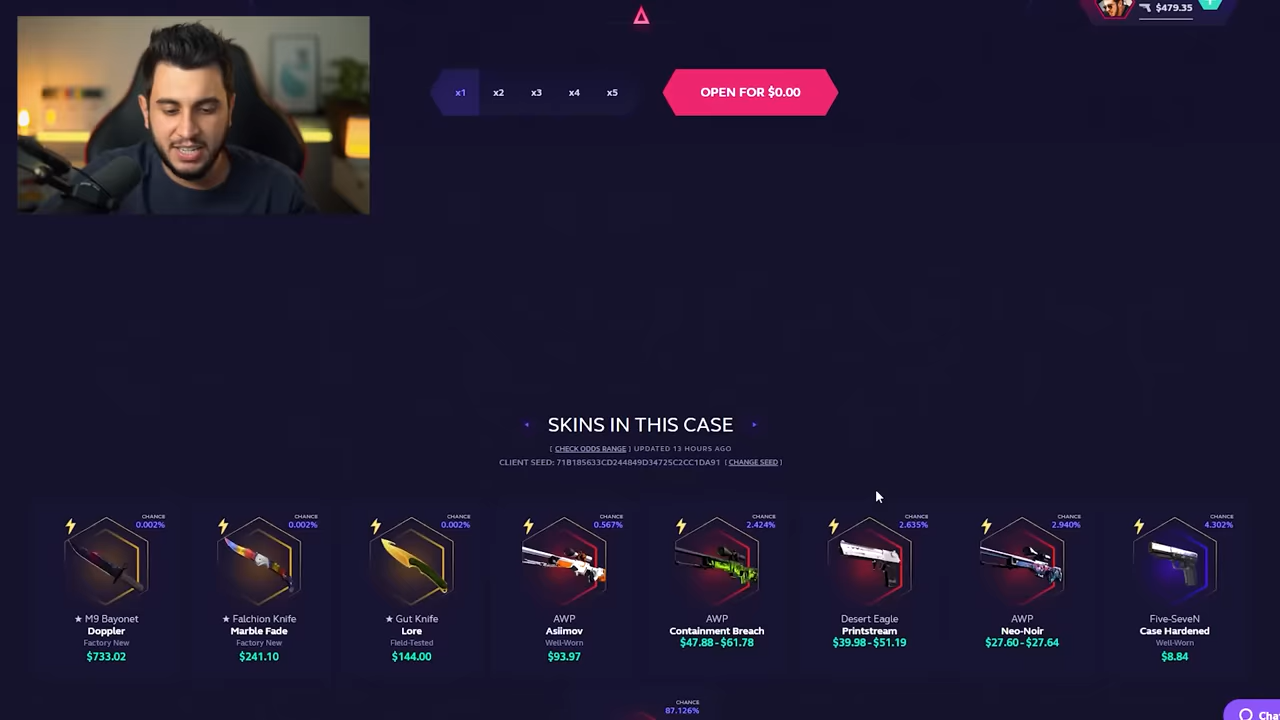 $479.35
x1 x2 x3 x4 x5 OPEN FOR $0.00
SKINS IN THIS CASE
[ CHECK ODDS RANGE ] UPDATED 13 HOURS AGO
CLIENT SEED: 71B185633CD244849D34725C2CC1DA91 [ CHANGE SEED ]
CHANCE CHANCE CHANCE CHANCE CHANCE CHANCE CHANCE CHANCE
0.002% 0.002% 0.002% 0.567% 2.424% 2.635% 2.940% 4.302%
★ M9 Bayonet ★ Falchion Knife ★ Gut Knife AWP AWP Desert Eagle AWP Five-SeveN
Doppler Marble Fade Lore Asiimov Containment Breach Printstream Neo-Noir Case Hardened
Factory New Factory New Field-Tested Well-Worn $47.88 - $61.78 $39.98 - $51.19 $27.60 - $27.64 Well-Worn
$733.02 $241.10 $144.00 $93.97 $8.84
CHANCE
87.126%